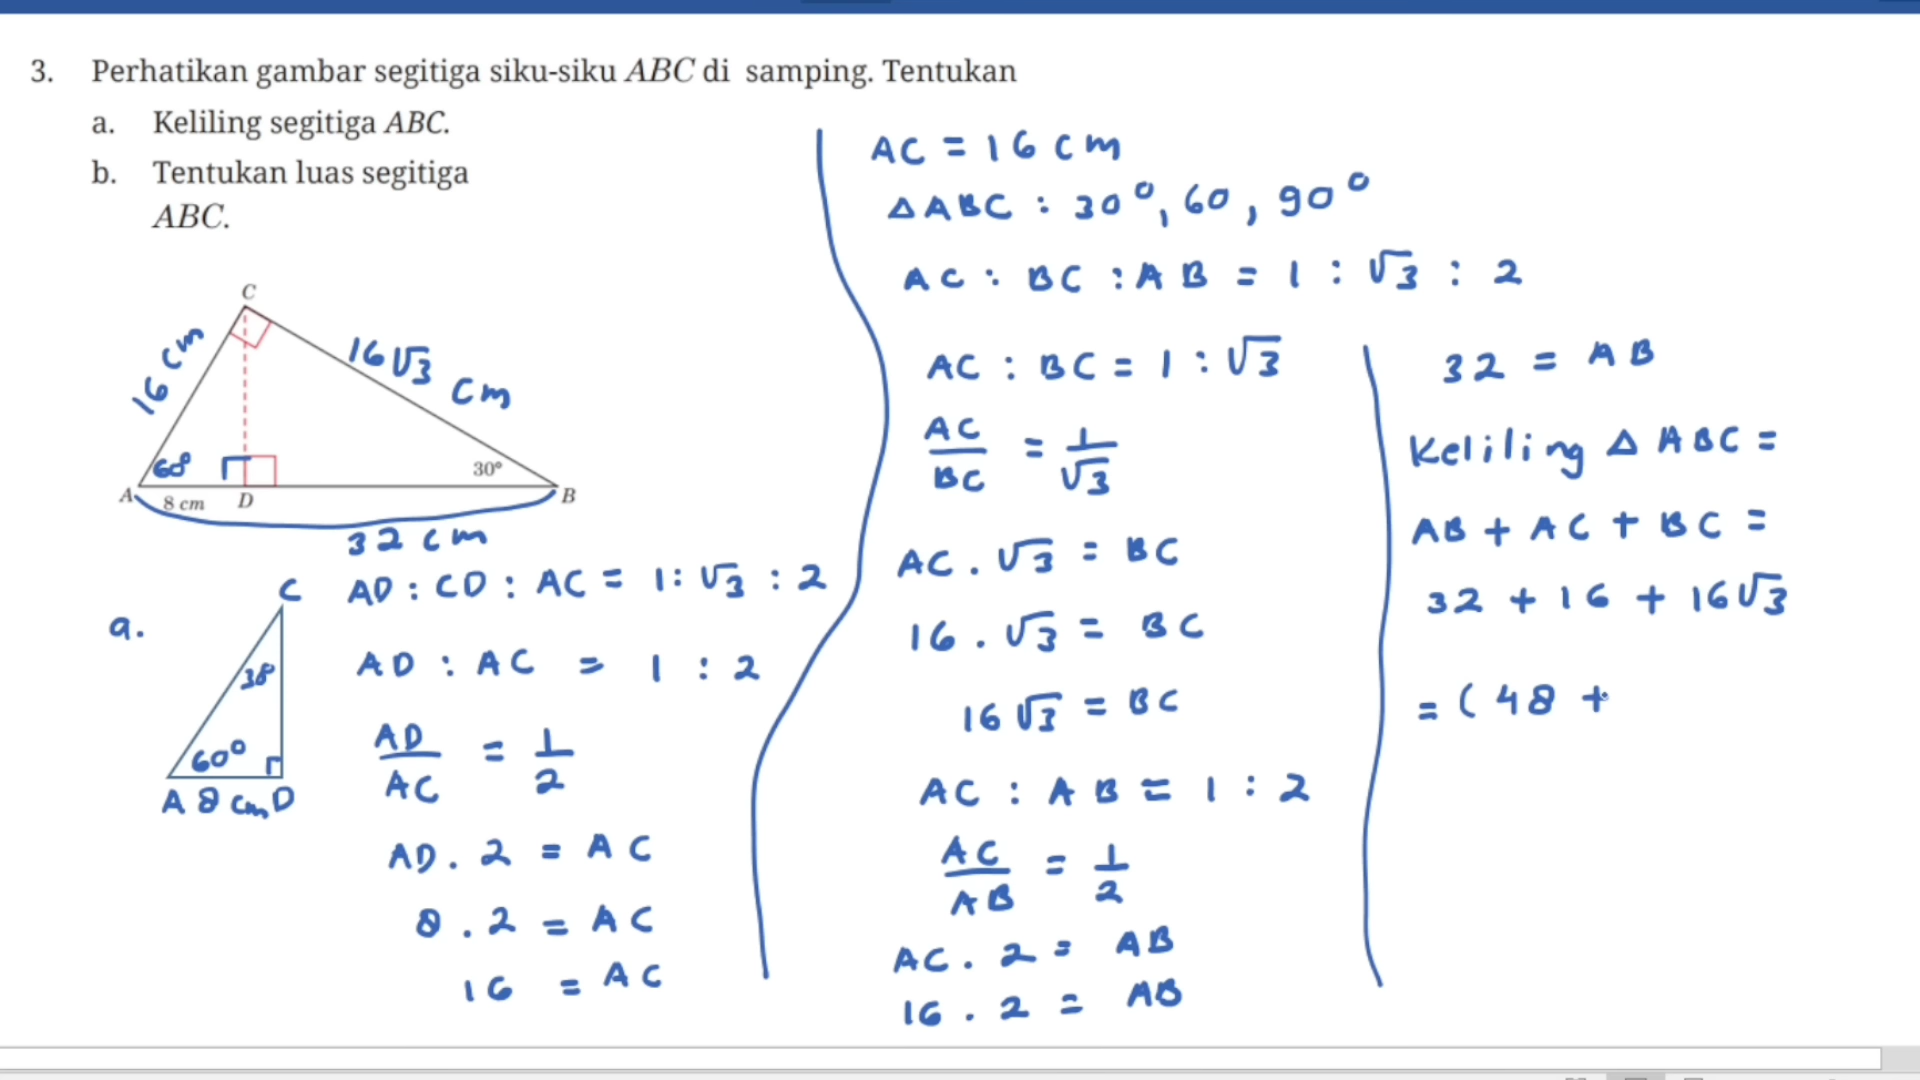 3. Perhatikan gambar segitiga siku-siku ABC di samping. Tentukan
a. Keliling segitiga ABC.
b. Tentukan luas segitiga
ABC.
C
16 cm
16√3 cm
60°
30°
A
8 cm
D
B
32 cm
a.
C
30°
60°
A 8 cm D
AD : CD : AC = 1 : √3 : 2
AD : AC = 1 : 2
AD/AC = 1/2
AD . 2 = AC
8 . 2 = AC
16 = AC
AC = 16 cm
△ABC : 30°, 60, 90°
AC : BC : AB = 1 : √3 : 2
AC : BC = 1 : √3
AC/BC = 1/√3
AC . √3 = BC
16 . √3 = BC
16√3 = BC
AC : AB = 1 : 2
AC/AB = 1/2
AC . 2 = AB
16 . 2 = AB
32 = AB
Keliling △ ABC =
AB + AC + BC =
32 + 16 + 16√3
= ( 48 +